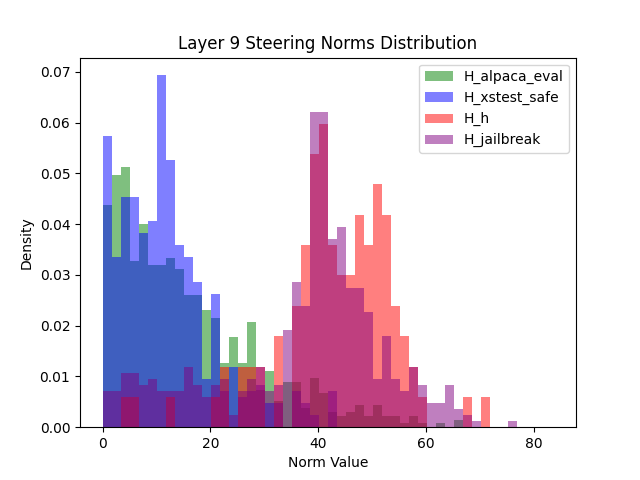 Layer 9 Steering Norms Distribution
H_alpaca_eval
H_xstest_safe
H_h
H_jailbreak
0.07
0.06
0.05
0.04
0.03
0.02
0.01
0.00
Density
0 20 40 60 80
Norm Value